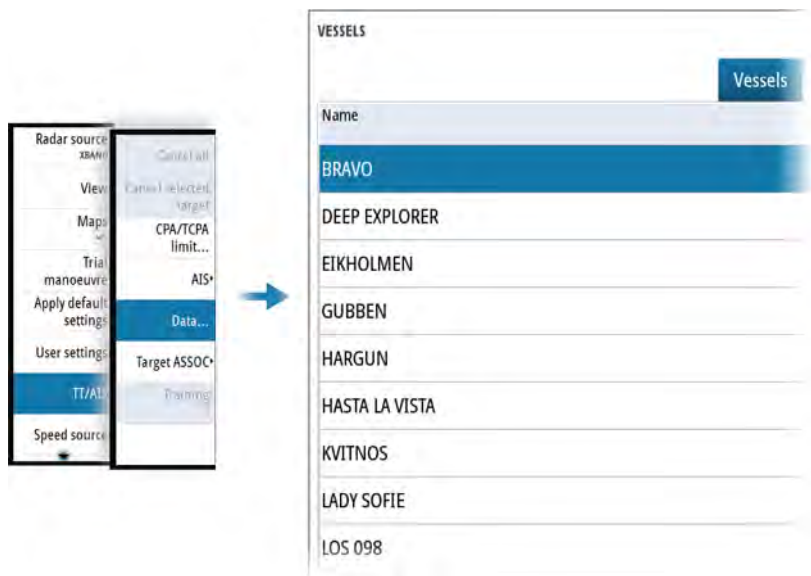 Radar source
XBAND
View
Maps
Trial
manoeuvre
Apply default
settings
User settings
TT/AIS
Speed source
Cancel all
Cancel selected
target
CPA/TCPA
limit...
AIS
Data...
Target ASSOC
Training
VESSELS
Vessels
Name
BRAVO
DEEP EXPLORER
EIKHOLMEN
GUBBEN
HARGUN
HASTA LA VISTA
KVITNOS
LADY SOFIE
LOS 098